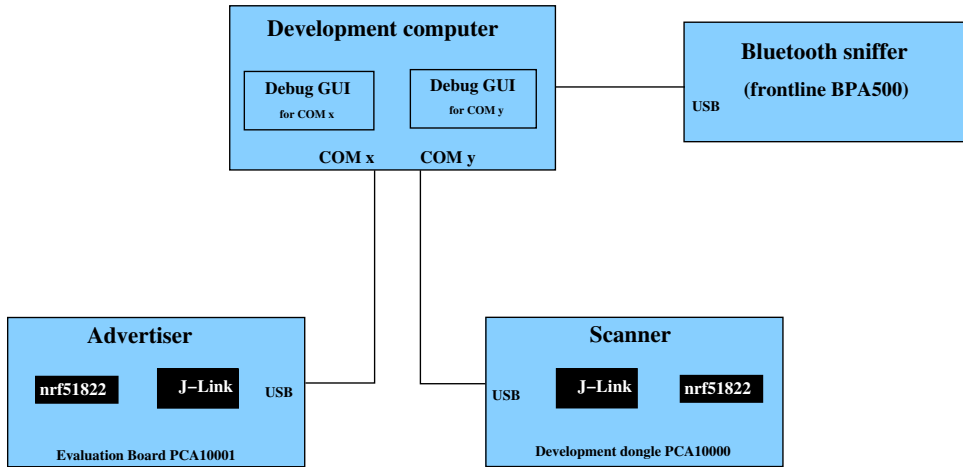 Development computer
Debug GUI
for COM x
Debug GUI
for COM y
COM x
COM y
Bluetooth sniffer
(frontline BPA500)
USB
Advertiser
nrf51822
J-Link
USB
Evaluation Board PCA10001
Scanner
USB
J-Link
nrf51822
Development dongle PCA10000